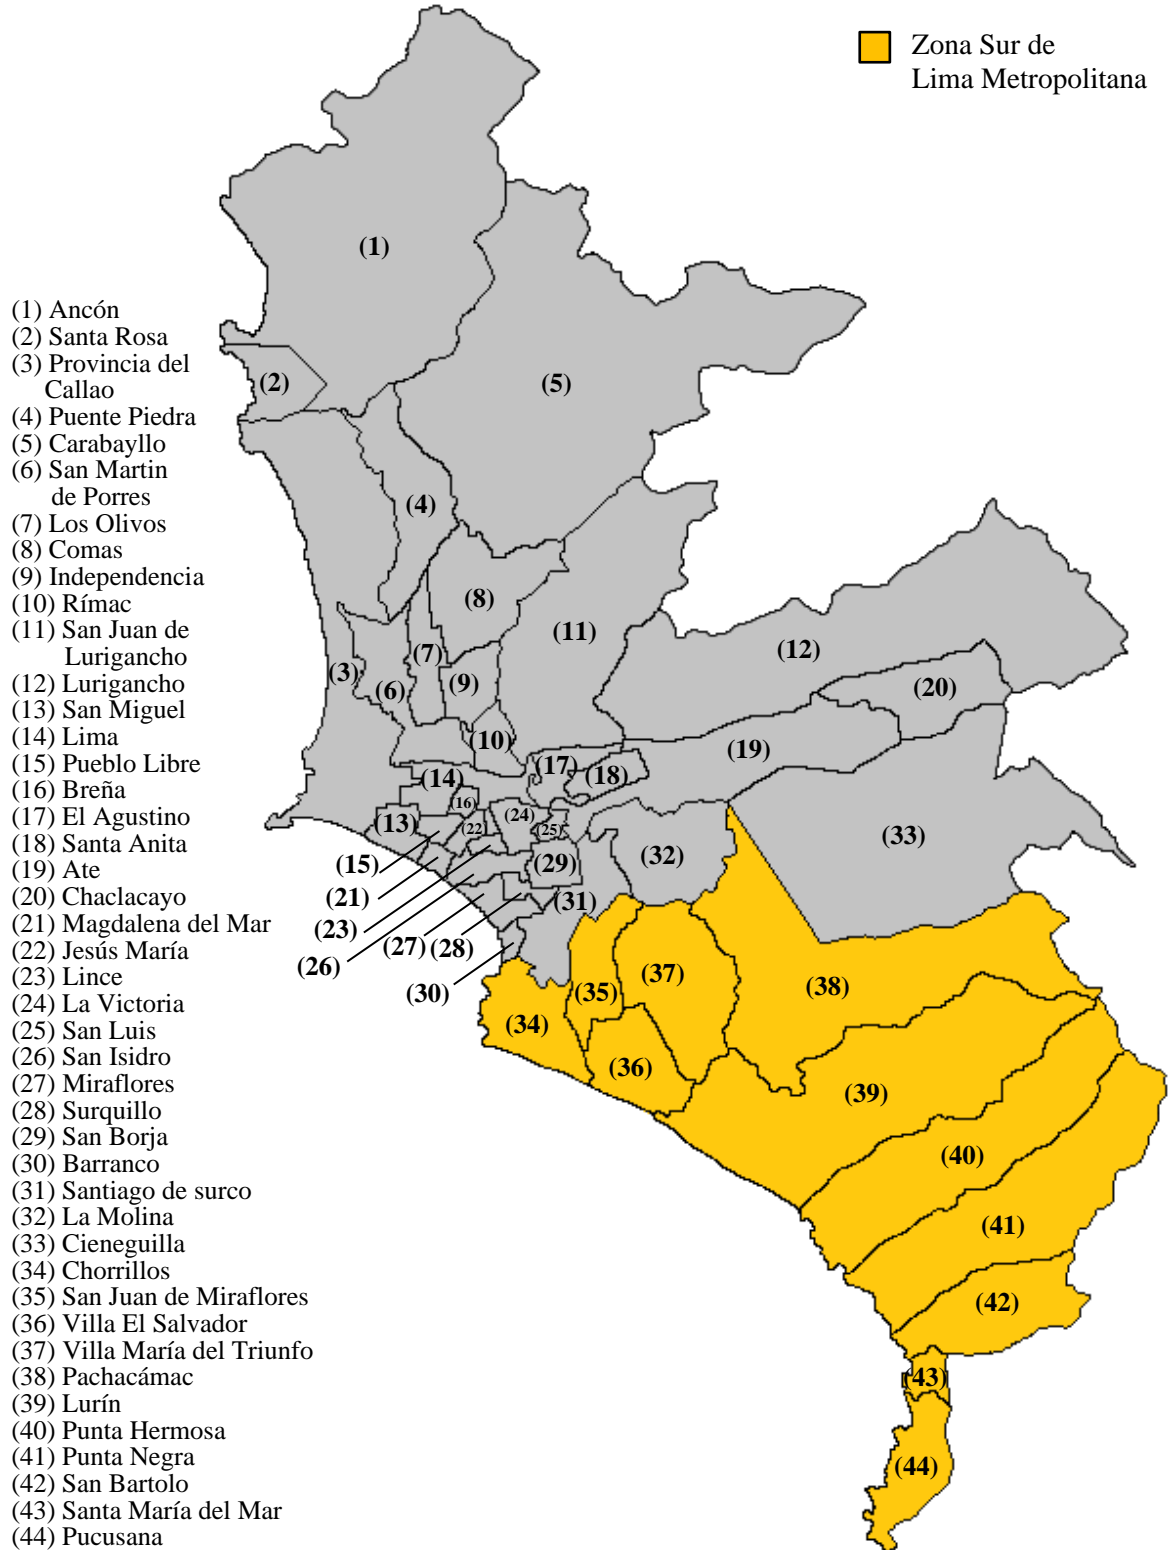 Zona Sur de
Lima Metropolitana
(1) Ancón
(2) Santa Rosa
(3) Provincia del
Callao
(4) Puente Piedra
(5) Carabayllo
(6) San Martin
de Porres
(7) Los Olivos
(8) Comas
(9) Independencia
(10) Rímac
(11) San Juan de
Lurigancho
(12) Lurigancho
(13) San Miguel
(14) Lima
(15) Pueblo Libre
(16) Breña
(17) El Agustino
(18) Santa Anita
(19) Ate
(20) Chaclacayo
(21) Magdalena del Mar
(22) Jesús María
(23) Lince
(24) La Victoria
(25) San Luis
(26) San Isidro
(27) Miraflores
(28) Surquillo
(29) San Borja
(30) Barranco
(31) Santiago de surco
(32) La Molina
(33) Cieneguilla
(34) Chorrillos
(35) San Juan de Miraflores
(36) Villa El Salvador
(37) Villa María del Triunfo
(38) Pachacámac
(39) Lurín
(40) Punta Hermosa
(41) Punta Negra
(42) San Bartolo
(43) Santa María del Mar
(44) Pucusana
(1)
(2)
(5)
(4)
(8)
(11)
(12)
(7)
(3)
(9)
(20)
(6)
(10)
(19)
(17)
(18)
(14)
(16)
(13)
(24)
(22)
(25)
(33)
(32)
(15)
(29)
(21)
(31)
(23)
(27)
(28)
(26)
(30)
(37)
(38)
(35)
(34)
(36)
(39)
(40)
(41)
(42)
(43)
(44)